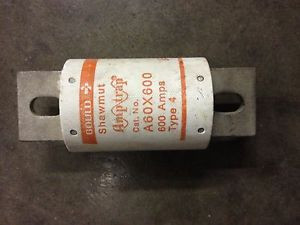 GOULD
Shawmut
Amp-trap
Cat. No.
A60X600
600 Amps
Type 4